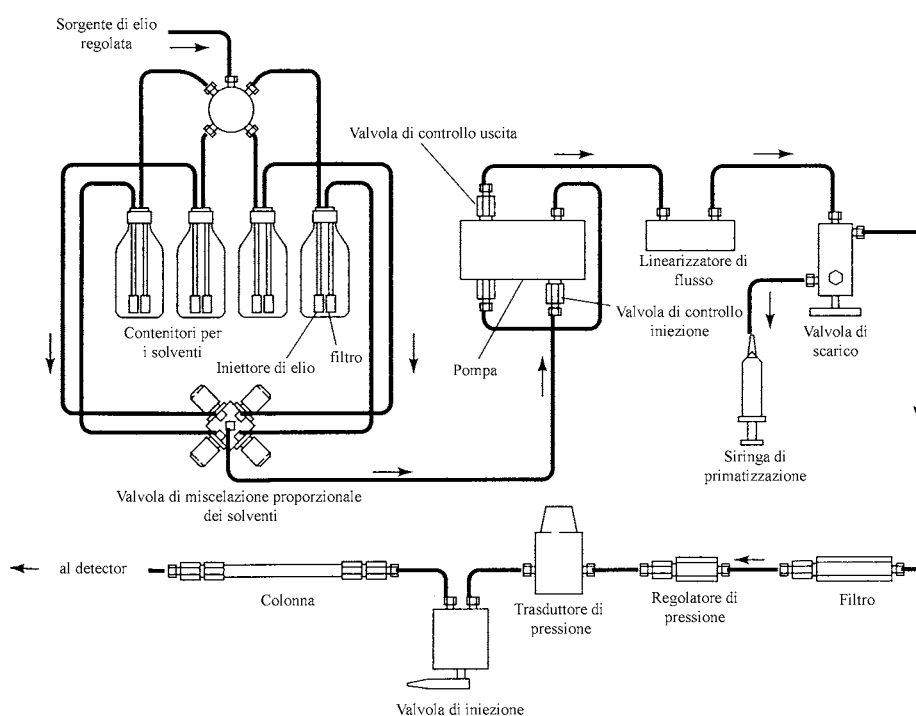 Sorgente di elio
regolata
Valvola di controllo uscita
Linearizzatore di
flusso
Contenitori per
i solventi
Iniettore di elio
filtro
Pompa
Valvola di controllo
iniezione
Valvola di
scarico
Siringa di
primatizzazione
Valvola di miscelazione proporzionale
dei solventi
al detector
Colonna
Trasduttore di
pressione
Regolatore di
pressione
Filtro
Valvola di iniezione